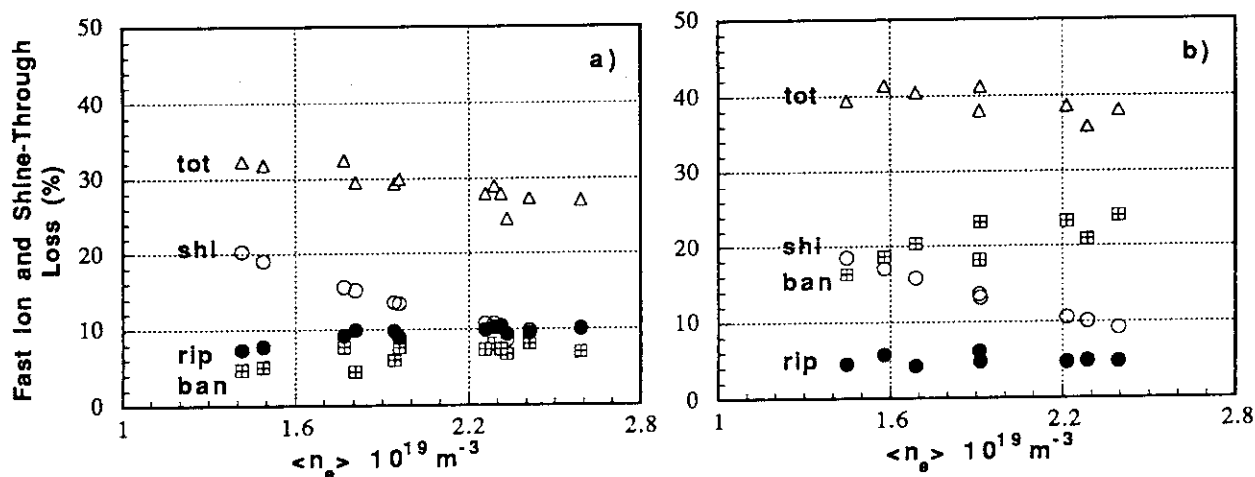 Fast Ion and Shine-Through
Loss (%)
50
40
30
20
10
0
a)
tot
shi
rip
ban
1
1.6
2.2
2.8
<nₑ> 10¹⁹ m⁻³
50
40
30
20
10
0
b)
tot
shi
ban
rip
1
1.6
2.2
2.8
<nₑ> 10¹⁹ m⁻³